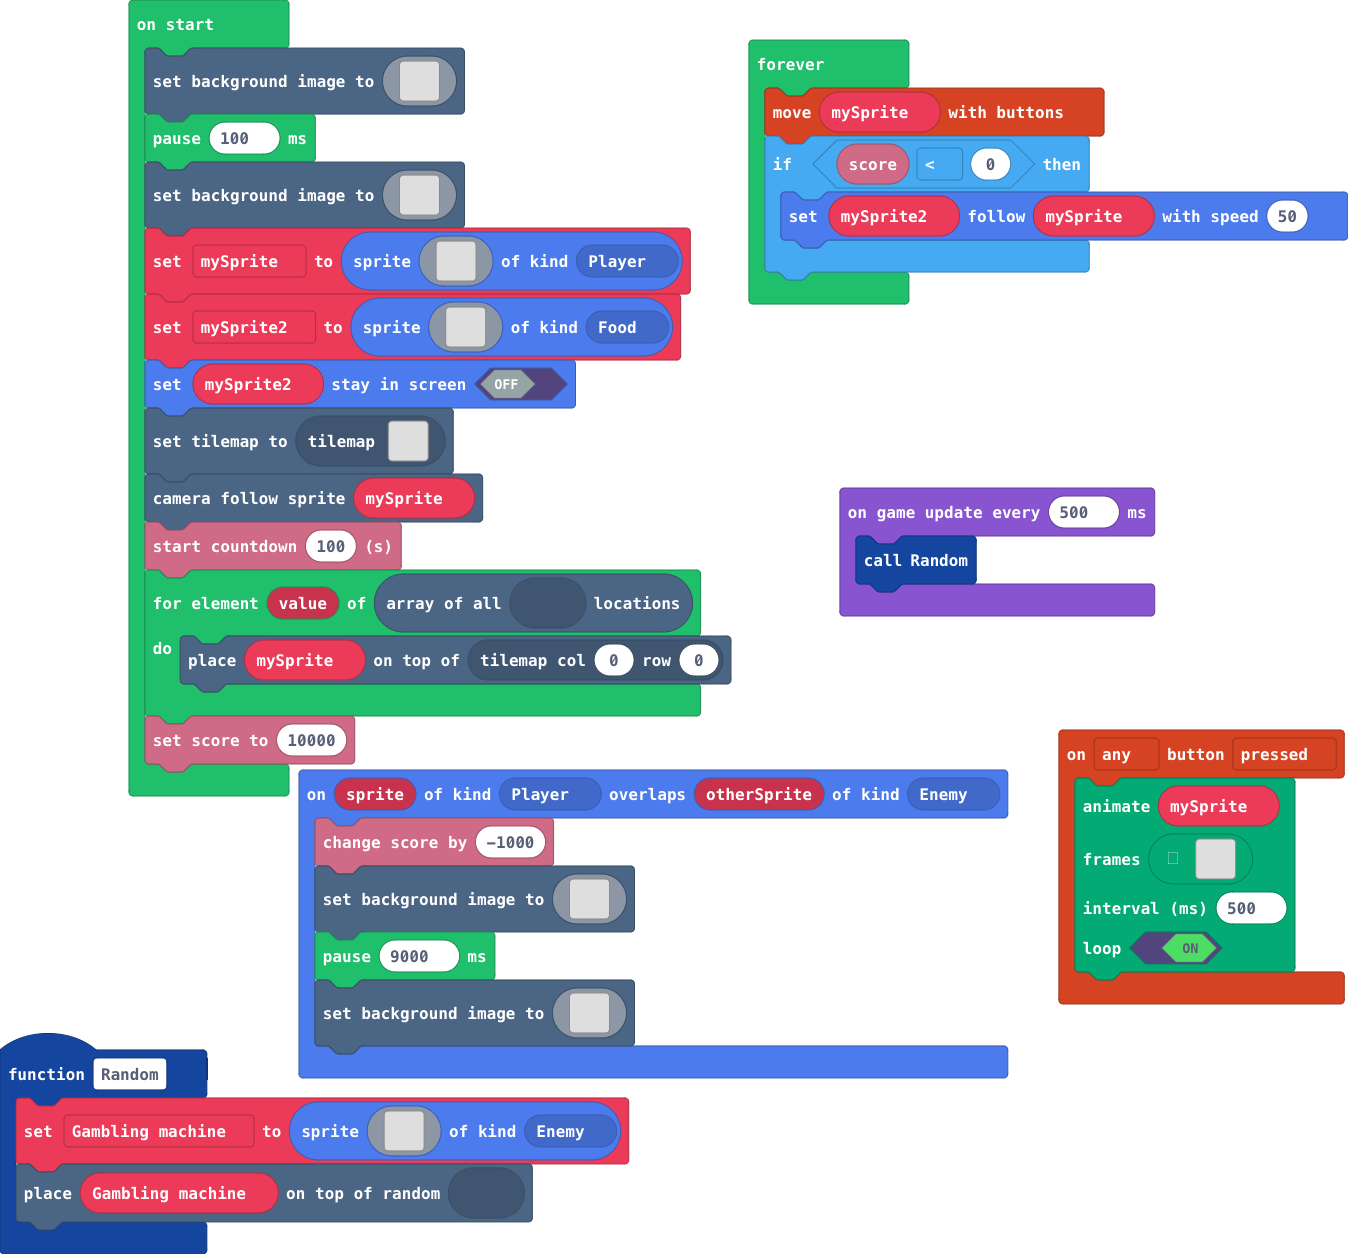 on start
set background image to
pause 100 ms
set background image to
set mySprite to sprite of kind Player
set mySprite2 to sprite of kind Food
set mySprite2 stay in screen OFF
set tilemap to tilemap
camera follow sprite mySprite
start countdown 100 (s)
for element value of array of all locations
do place mySprite on top of tilemap col 0 row 0
set score to 10000
forever
move mySprite with buttons
if score < 0 then
set mySprite2 follow mySprite with speed 50
on game update every 500 ms
call Random
on any button pressed
animate mySprite
frames
interval (ms) 500
loop ON
on sprite of kind Player overlaps otherSprite of kind Enemy
change score by −1000
set background image to
pause 9000 ms
set background image to
function Random
set Gambling machine to sprite of kind Enemy
place Gambling machine on top of random